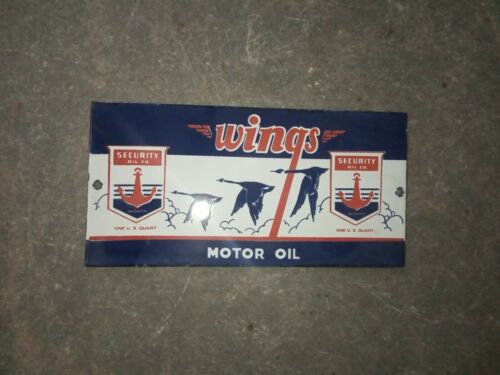 wings
SECURITY
OIL CO.
ONE U. S. QUART
SECURITY
OIL CO.
ONE U. S. QUART
MOTOR OIL